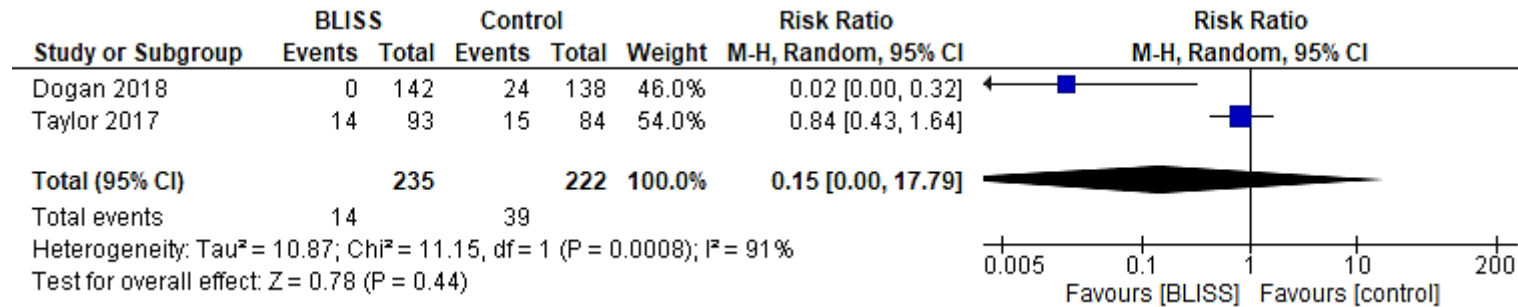 BLISS Control Risk Ratio Risk Ratio
Study or Subgroup Events Total Events Total Weight M-H, Random, 95% CI M-H, Random, 95% CI
Dogan 2018 0 142 24 138 46.0% 0.02 [0.00, 0.32]
Taylor 2017 14 93 15 84 54.0% 0.84 [0.43, 1.64]
Total (95% CI) 235 222 100.0% 0.15 [0.00, 17.79]
Total events 14 39
Heterogeneity: Tau² = 10.87; Chi² = 11.15, df = 1 (P = 0.0008); I² = 91%
Test for overall effect: Z = 0.78 (P = 0.44)
0.005 0.1 1 10 200
Favours [BLISS] Favours [control]